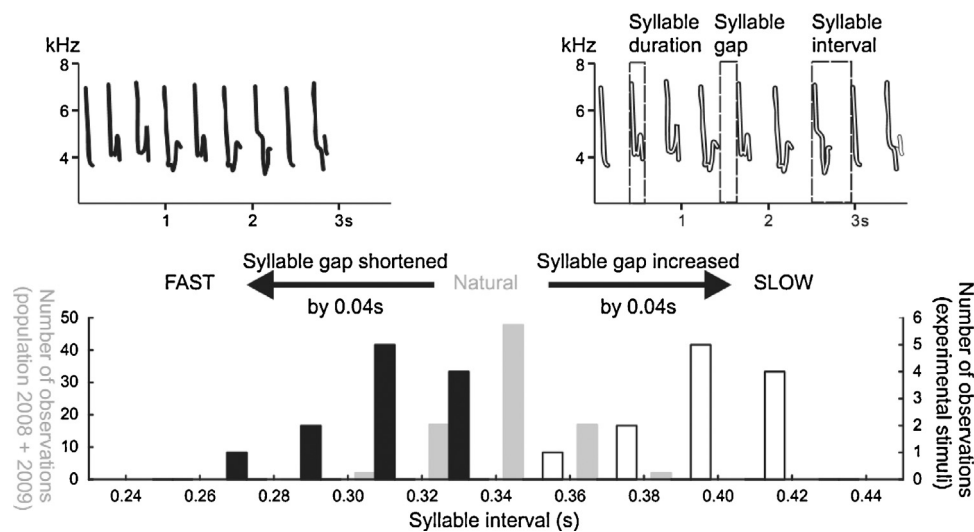 kHz
8
6
4
1
2
3s
Syllable duration
Syllable gap
Syllable interval
kHz
8
6
4
1
2
3s
FAST
Syllable gap shortened
by 0.04s
Natural
Syllable gap increased
by 0.04s
SLOW
Number of observations
(population 2008 + 2009)
50
40
30
20
10
0
6
5
4
3
2
1
0
Number of observations
(experimental stimuli)
0.24
0.26
0.28
0.30
0.32
0.34
0.36
0.38
0.40
0.42
0.44
Syllable interval (s)